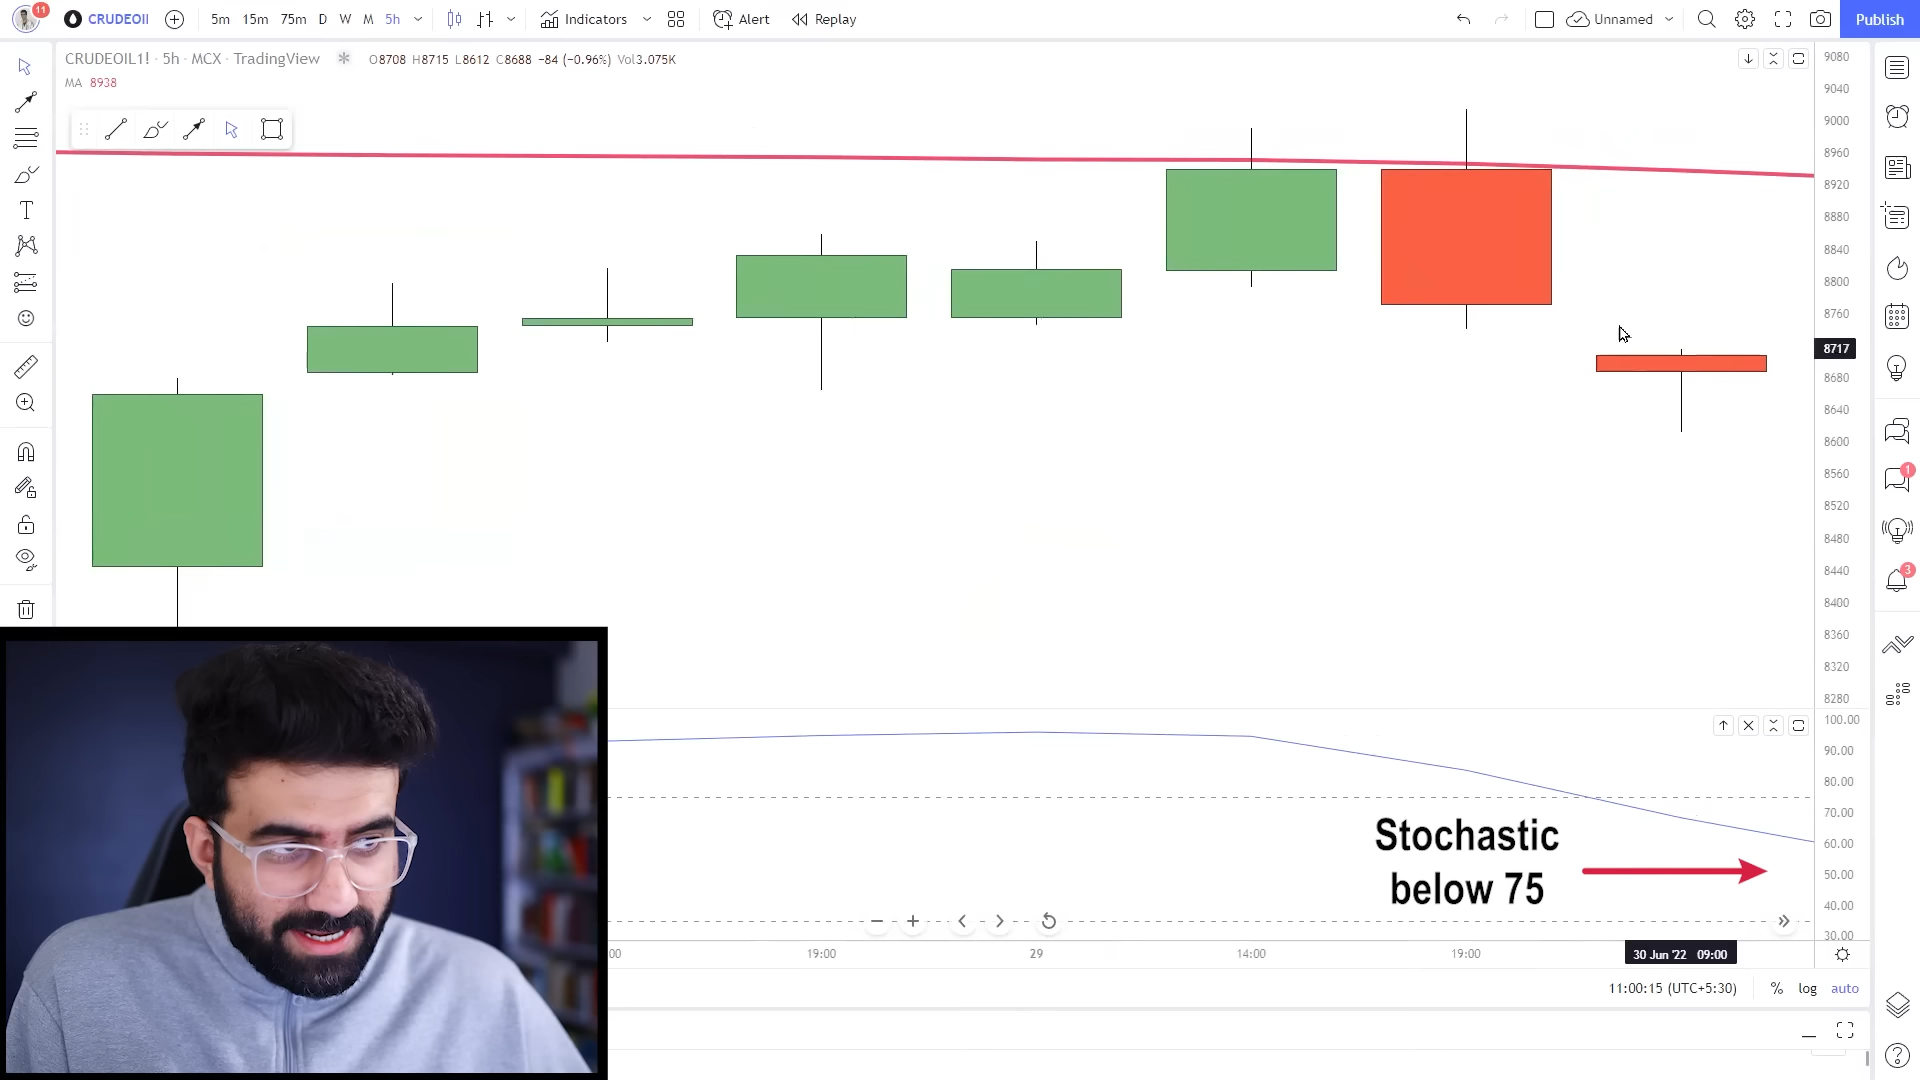 11
CRUDEOIl
5m 15m 75m D W M 5h
Indicators
Alert
Replay
Unnamed
Publish
CRUDEOIL1! · 5h · MCX · TradingView
O8708 H8715 L8612 C8688 −84 (−0.96%) Vol3.075K
MA 8938
T
9080
9040
9000
8960
8920
8880
8840
8800
8760
8717
8680
8640
8600
8560
8520
8480
8440
8400
8360
8320
8280
1
3
100.00
90.00
80.00
70.00
60.00
50.00
40.00
30.00
Stochastic
below 75
00 19:00 29 14:00 19:00 30 Jun '22 09:00
11:00:15 (UTC+5:30) % log auto